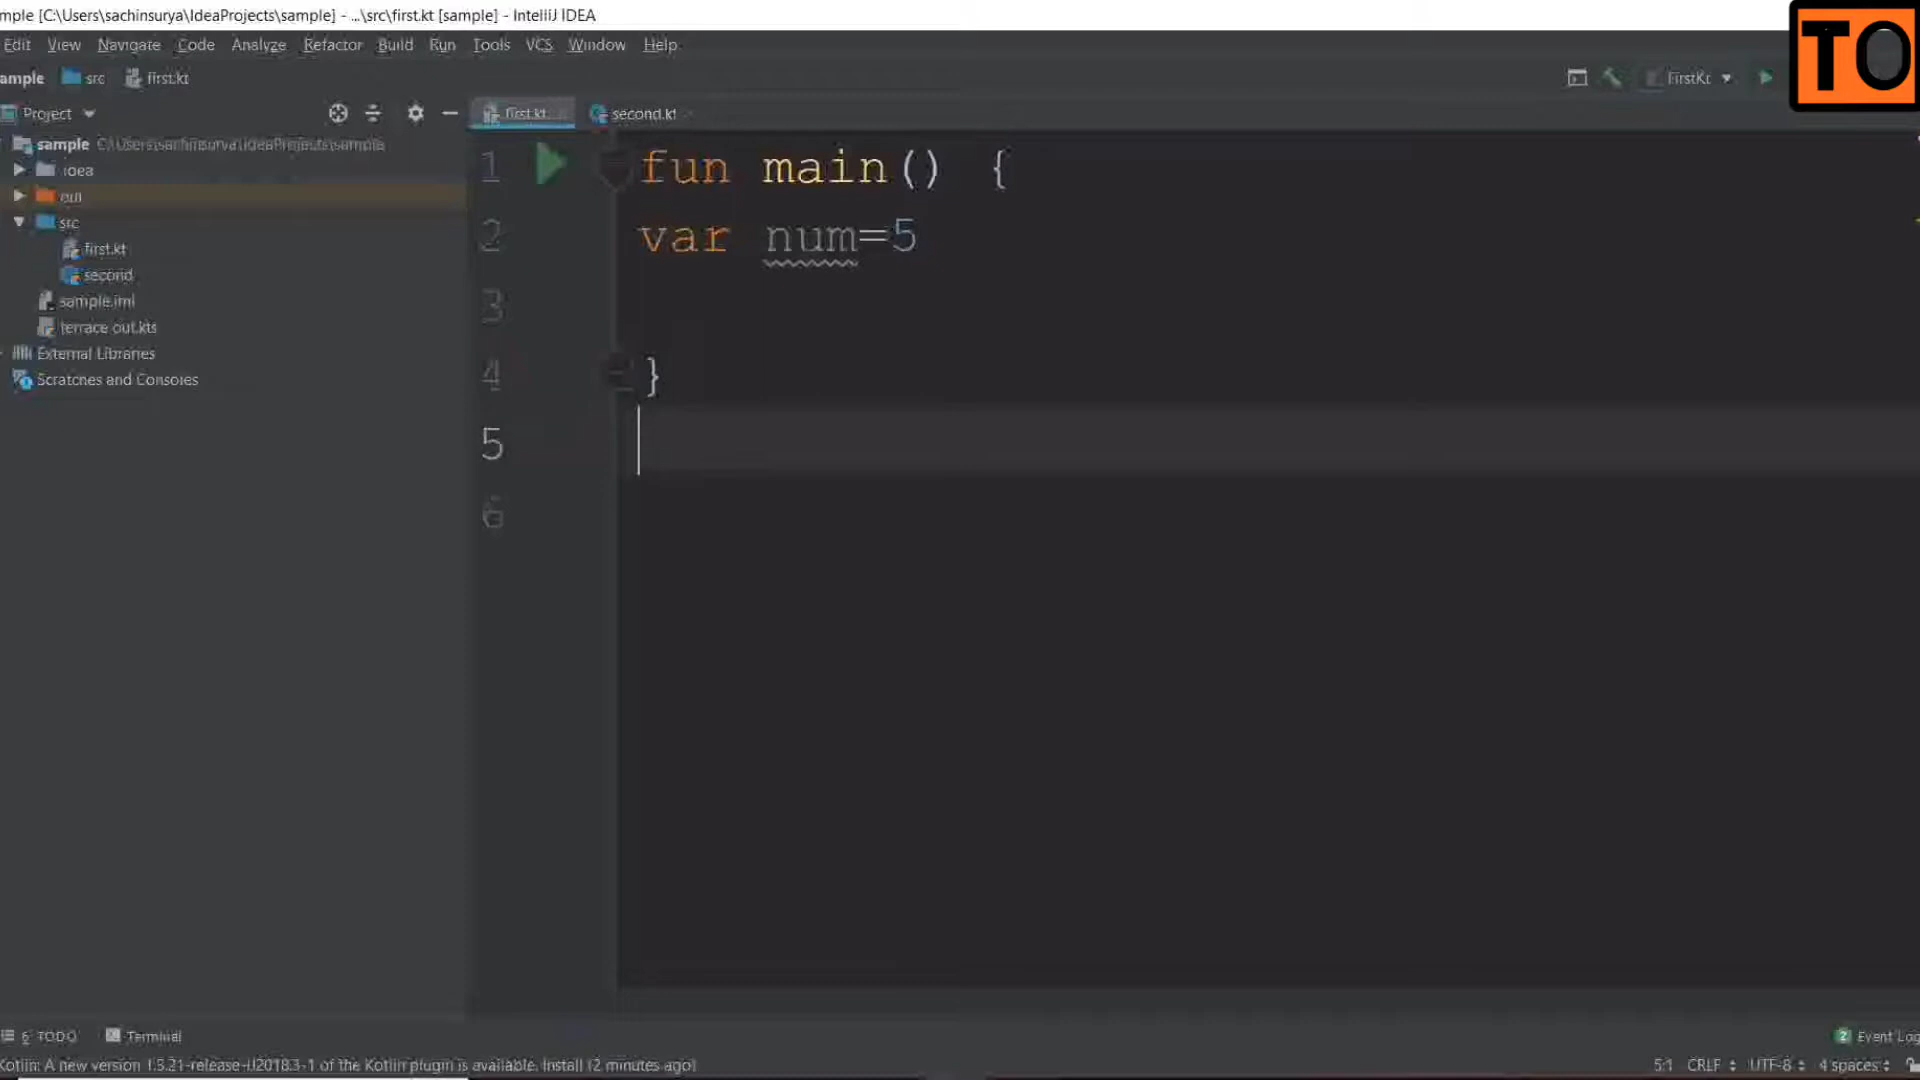 mple [C:\Users\sachinsurya\IdeaProjects\sample] - ...\src\first.kt [sample] - IntelliJ IDEA
Edit View Navigate Code Analyze Refactor Build Run Tools VCS Window Help
TO
ample src first.kt
FirstKt
Project
first.kt second.kt
sample C:\Users\sachinsurya\IdeaProjects\sample
.idea
out
src
first.kt
second
sample.iml
terrace out.kts
External Libraries
Scratches and Consoles
1 fun main() {
2 var num=5
3
4 }
5
6
6: TODO Terminal
2 Event Log
Kotlin: A new version 1.3.21-release-IJ2018.3-1 of the Kotlin plugin is available. Install (2 minutes ago)
5:1 CRLF UTF-8 4 spaces